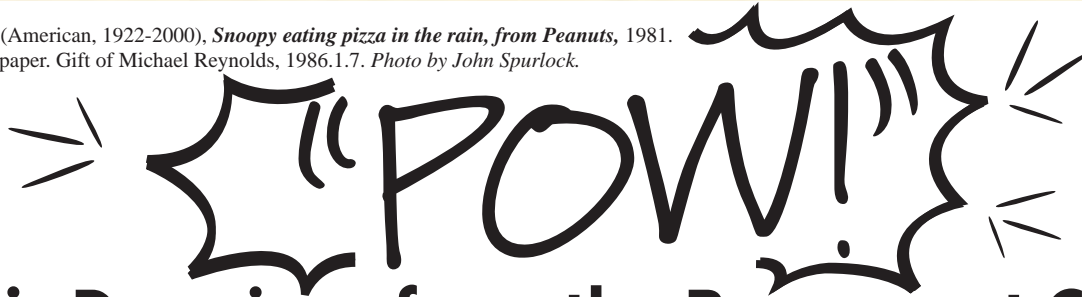 (American, 1922-2000), Snoopy eating pizza in the rain, from Peanuts, 1981.
paper. Gift of Michael Reynolds, 1986.1.7. Photo by John Spurlock.
POW!